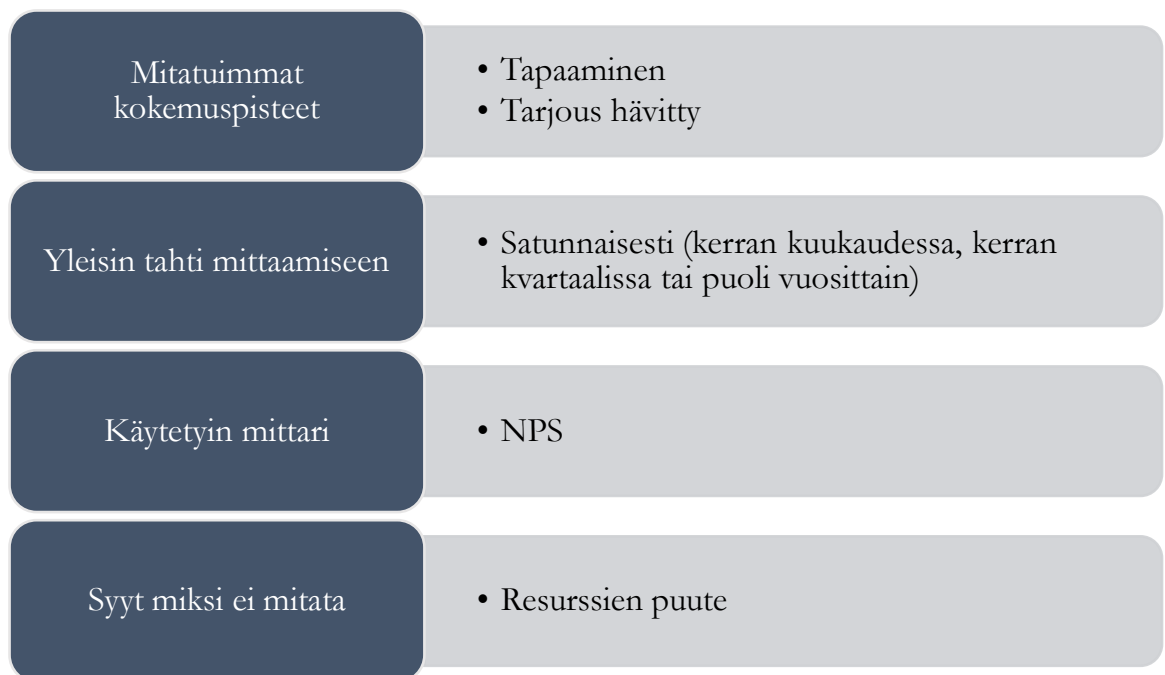 Mitatuimmat
kokemuspisteet
• Tapaaminen
• Tarjous hävitty
Yleisin tahti mittaamiseen
• Satunnaisesti (kerran kuukaudessa, kerran
kvartaalissa tai puoli vuosittain)
Käytetyin mittari
• NPS
Syyt miksi ei mitata
• Resurssien puute